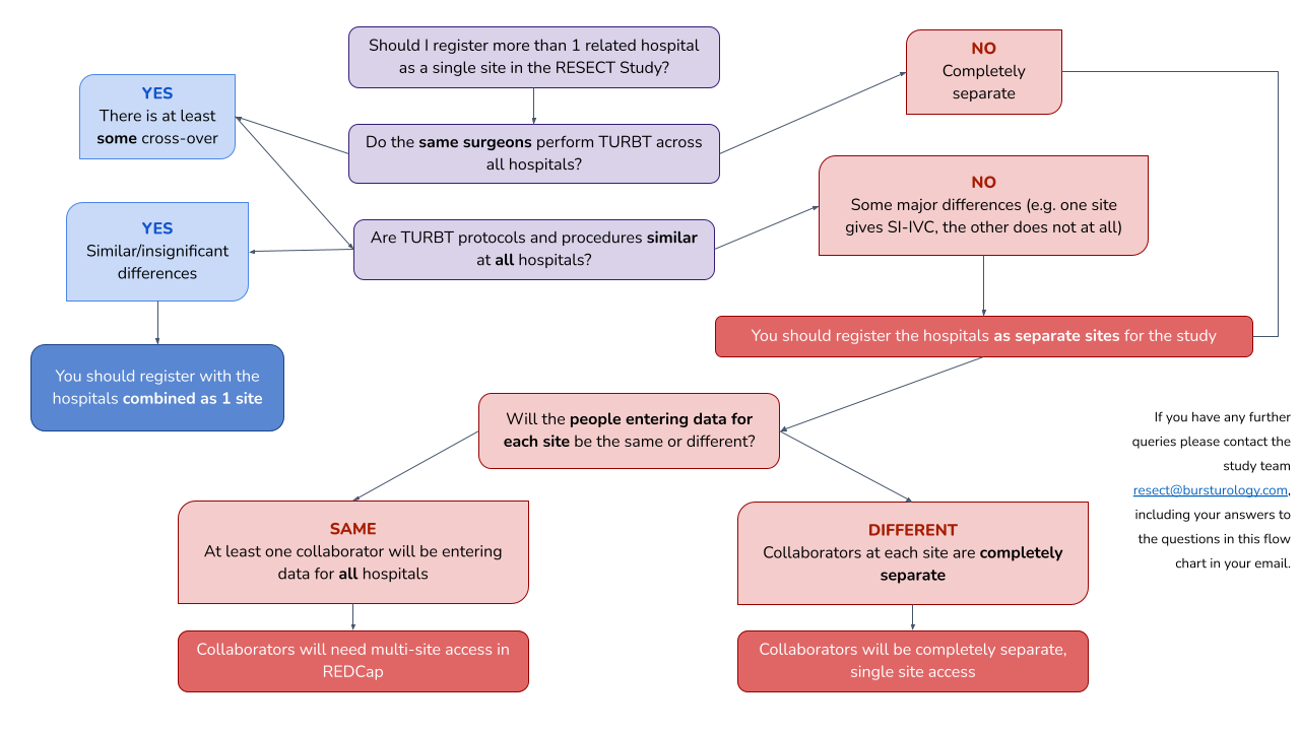 Should I register more than 1 related hospital
as a single site in the RESECT Study?
NO
Completely
separate
YES
There is at least
some cross-over
Do the same surgeons perform TURBT across
all hospitals?
NO
Some major differences (e.g. one site
gives SI-IVC, the other does not at all)
YES
Similar/insignificant
differences
Are TURBT protocols and procedures similar
at all hospitals?
You should register the hospitals as separate sites for the study
You should register with the
hospitals combined as 1 site
Will the people entering data for
each site be the same or different?
If you have any further
queries please contact the
study team
resect@bursturology.com,
including your answers to
the questions in this flow
chart in your email.
SAME
At least one collaborator will be entering
data for all hospitals
DIFFERENT
Collaborators at each site are completely
separate
Collaborators will need multi-site access in
REDCap
Collaborators will be completely separate,
single site access